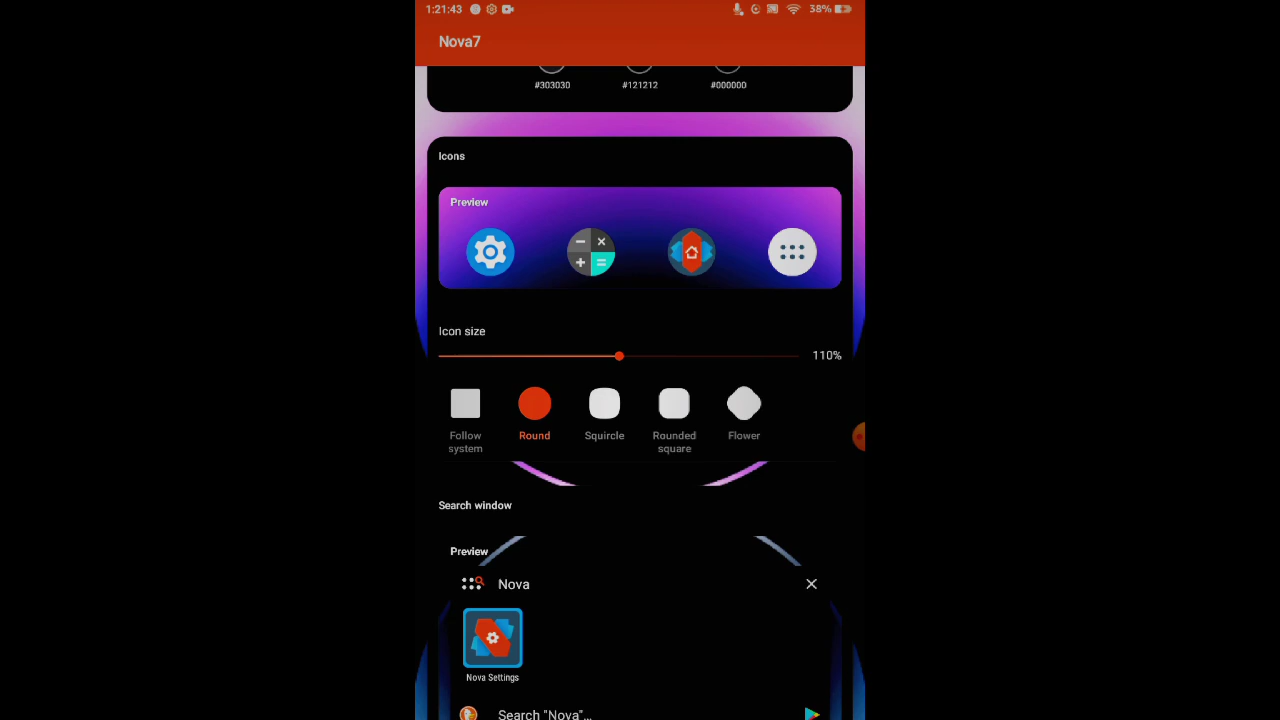 1:21:43 38%
Nova7
#303030 #121212 #000000
Icons
Preview
Icon size
110%
Follow system Round Squircle Rounded square Flower
Search window
Preview
Nova
Nova Settings
Search "Nova"...